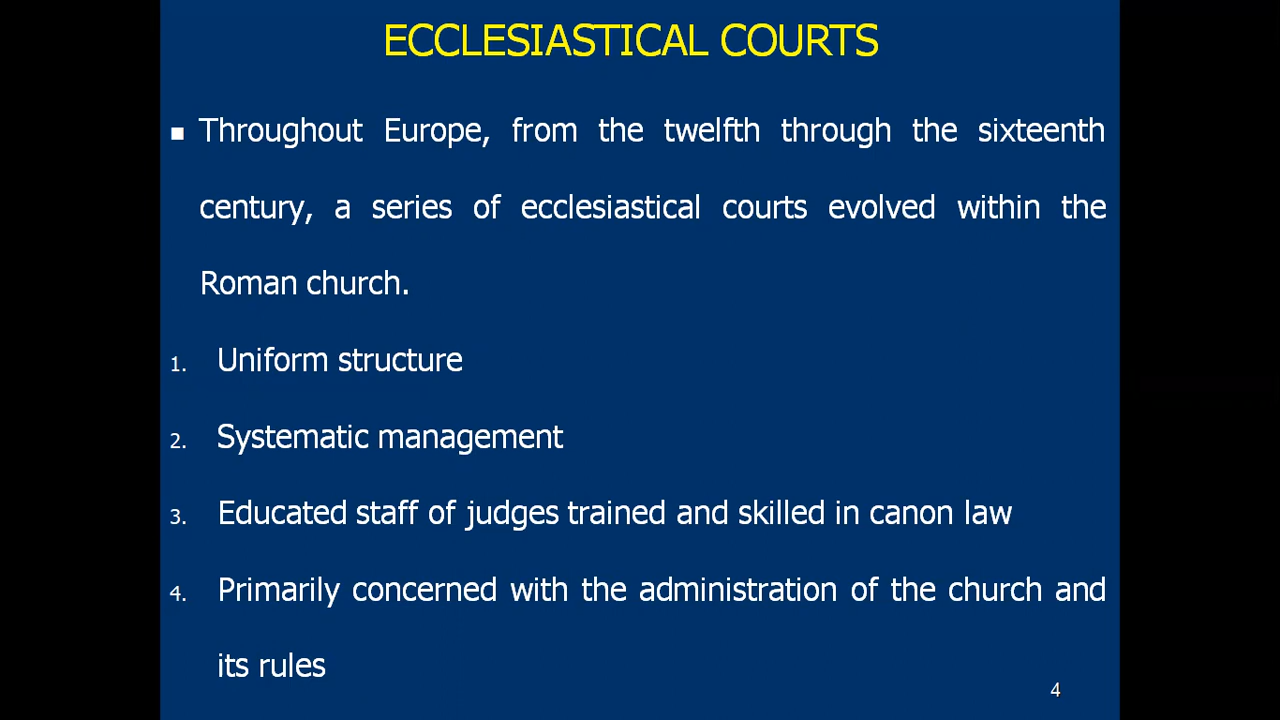 ECCLESIASTICAL COURTS
▪ Throughout Europe, from the twelfth through the sixteenth
century, a series of ecclesiastical courts evolved within the
Roman church.
1. Uniform structure
2. Systematic management
3. Educated staff of judges trained and skilled in canon law
4. Primarily concerned with the administration of the church and
its rules
4